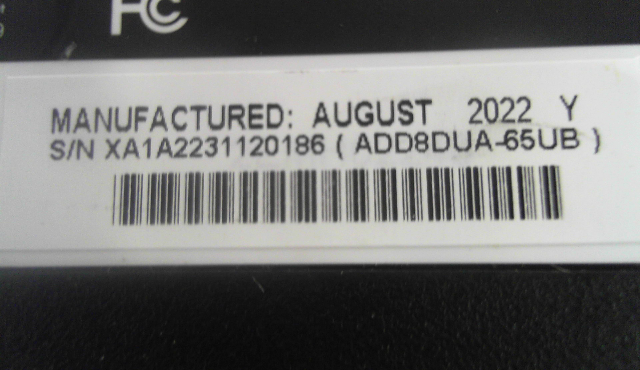 FC
MANUFACTURED: AUGUST 2022 Y
S/N XA1A2231120186 ( ADD8DUA-65UB )